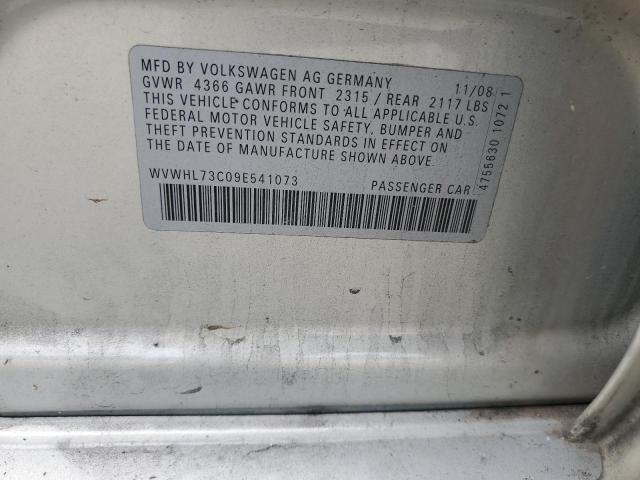 MFD BY VOLKSWAGEN AG GERMANY 11/08
GVWR 4366 GAWR FRONT 2315 / REAR 2117 LBS
THIS VEHICLE CONFORMS TO ALL APPLICABLE U.S.
FEDERAL MOTOR VEHICLE SAFETY, BUMPER AND
THEFT PREVENTION STANDARDS IN EFFECT ON
THE DATE OF MANUFACTURE SHOWN ABOVE.
WVWHL73C09E541073 PASSENGER CAR
4755630 1072 1